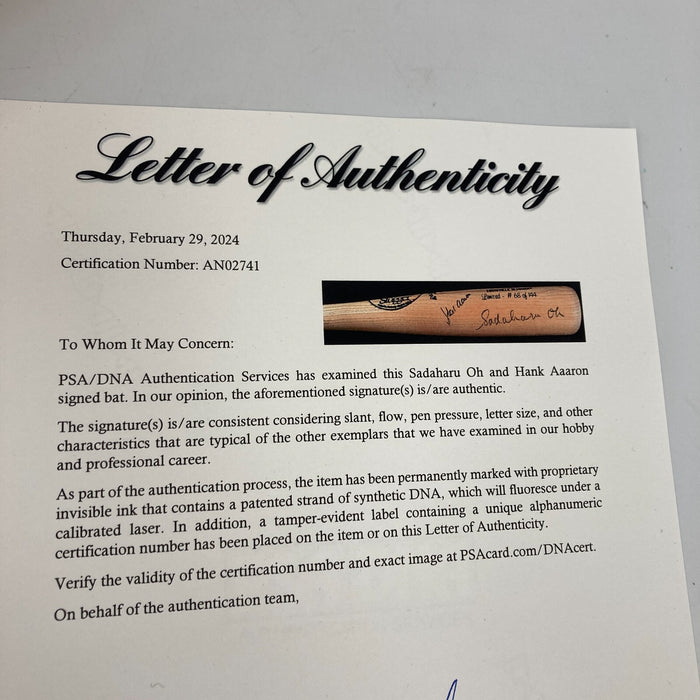 Letter of Authenticity
Thursday, February 29, 2024
Certification Number: AN02741
Hank Aaron
Limited - # 68 of
Sadaharu Oh
To Whom It May Concern:
PSA/DNA Authentication Services has examined this Sadaharu Oh and Hank Aaaron
signed bat. In our opinion, the aforementioned signature(s) is/are authentic.
The signature(s) is/are consistent considering slant, flow, pen pressure, letter size, and other
characteristics that are typical of the other exemplars that we have examined in our hobby
and professional career.
As part of the authentication process, the item has been permanently marked with proprietary
invisible ink that contains a patented strand of synthetic DNA, which will fluoresce under a
calibrated laser. In addition, a tamper-evident label containing a unique alphanumeric
certification number has been placed on the item or on this Letter of Authenticity.
Verify the validity of the certification number and exact image at PSAcard.com/DNAcert.
On behalf of the authentication team,